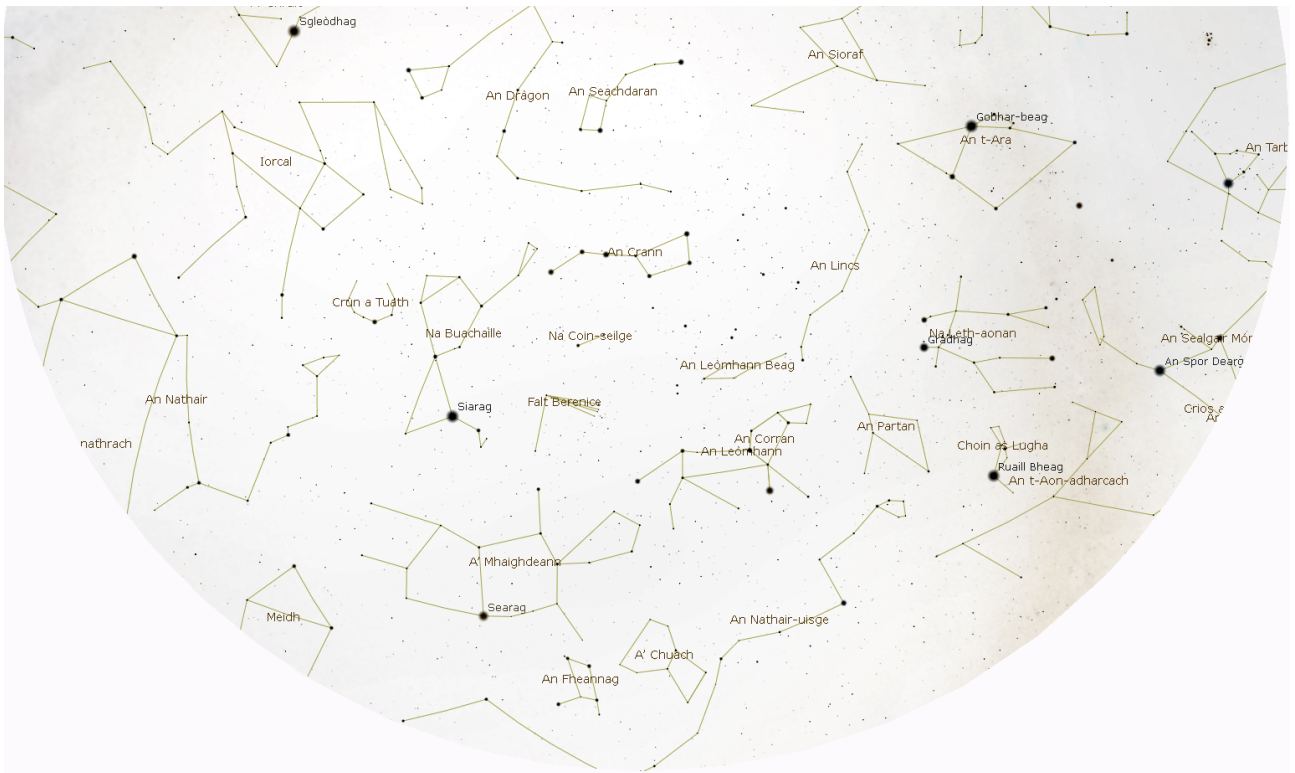 Sgleòdhag
An Sioraf
An Dràgon
An Seachdaran
Gobhar-beag
An t-Ara
An Tarb
Iorcal
An Crann
An Lincs
Crùn a Tuath
Na Buachaille
Na Coin-seilge
Na Leth-aonan
Gràdhag
An Sealgair Mór
An Spor Dearg
An Leòmhann Beag
An Nathair
Falt Berenice
Siarag
Crios a
An Partan
nathrach
An Corran
An Leòmhann
Choin as Lugha
Ruaill Bheag
An t-Aon-adharcach
A' Mhaighdeann
Searag
Meidh
An Nathair-uisge
A' Chuach
An Fheannag